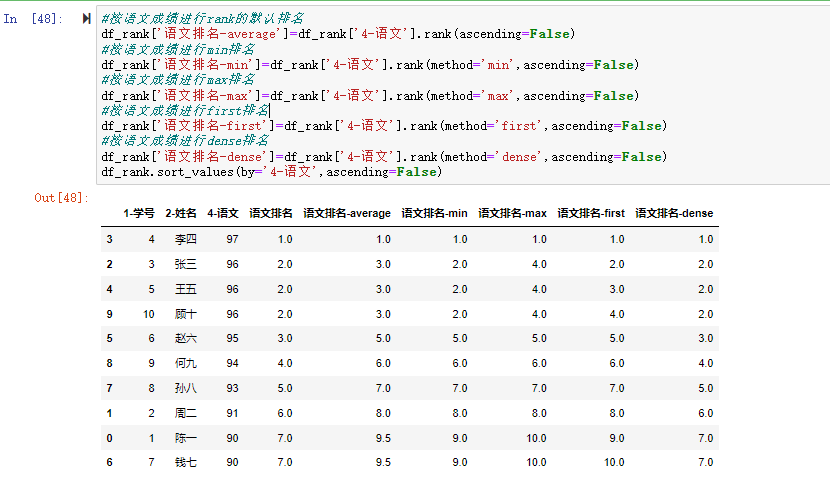 In [48]:
#按语文成绩进行rank的默认排名
df_rank['语文排名-average']=df_rank['4-语文'].rank(ascending=False)
#按语文成绩进行min排名
df_rank['语文排名-min']=df_rank['4-语文'].rank(method='min',ascending=False)
#按语文成绩进行max排名
df_rank['语文排名-max']=df_rank['4-语文'].rank(method='max',ascending=False)
#按语文成绩进行first排名
df_rank['语文排名-first']=df_rank['4-语文'].rank(method='first',ascending=False)
#按语文成绩进行dense排名
df_rank['语文排名-dense']=df_rank['4-语文'].rank(method='dense',ascending=False)
df_rank.sort_values(by='4-语文',ascending=False)
Out[48]:
1-学号 2-姓名 4-语文 语文排名 语文排名-average 语文排名-min 语文排名-max 语文排名-first 语文排名-dense
3 4 李四 97 1.0 1.0 1.0 1.0 1.0 1.0
2 3 张三 96 2.0 3.0 2.0 4.0 2.0 2.0
4 5 王五 96 2.0 3.0 2.0 4.0 3.0 2.0
9 10 顾十 96 2.0 3.0 2.0 4.0 4.0 2.0
5 6 赵六 95 3.0 5.0 5.0 5.0 5.0 3.0
8 9 何九 94 4.0 6.0 6.0 6.0 6.0 4.0
7 8 孙八 93 5.0 7.0 7.0 7.0 7.0 5.0
1 2 周二 91 6.0 8.0 8.0 8.0 8.0 6.0
0 1 陈一 90 7.0 9.5 9.0 10.0 9.0 7.0
6 7 钱七 90 7.0 9.5 9.0 10.0 10.0 7.0